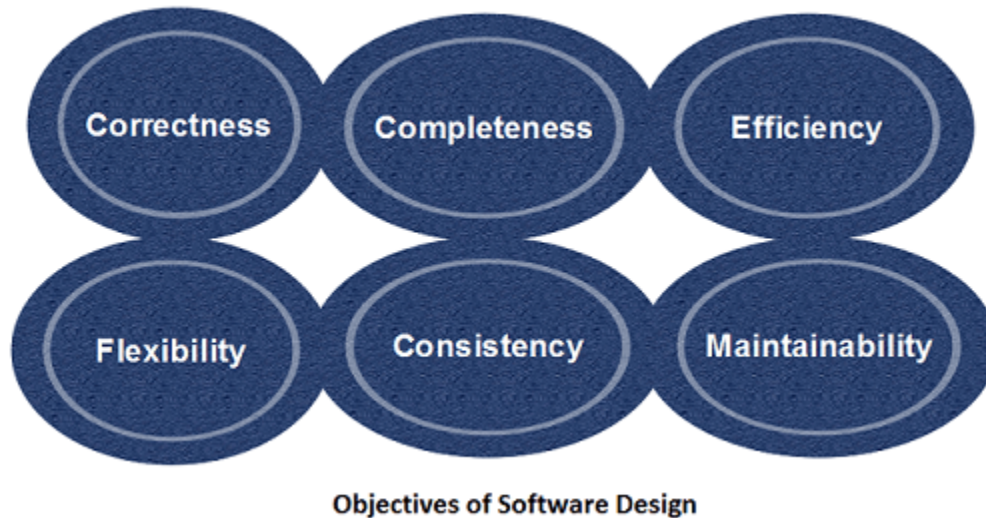 Correctness
Completeness
Efficiency
Flexibility
Consistency
Maintainability
Objectives of Software Design